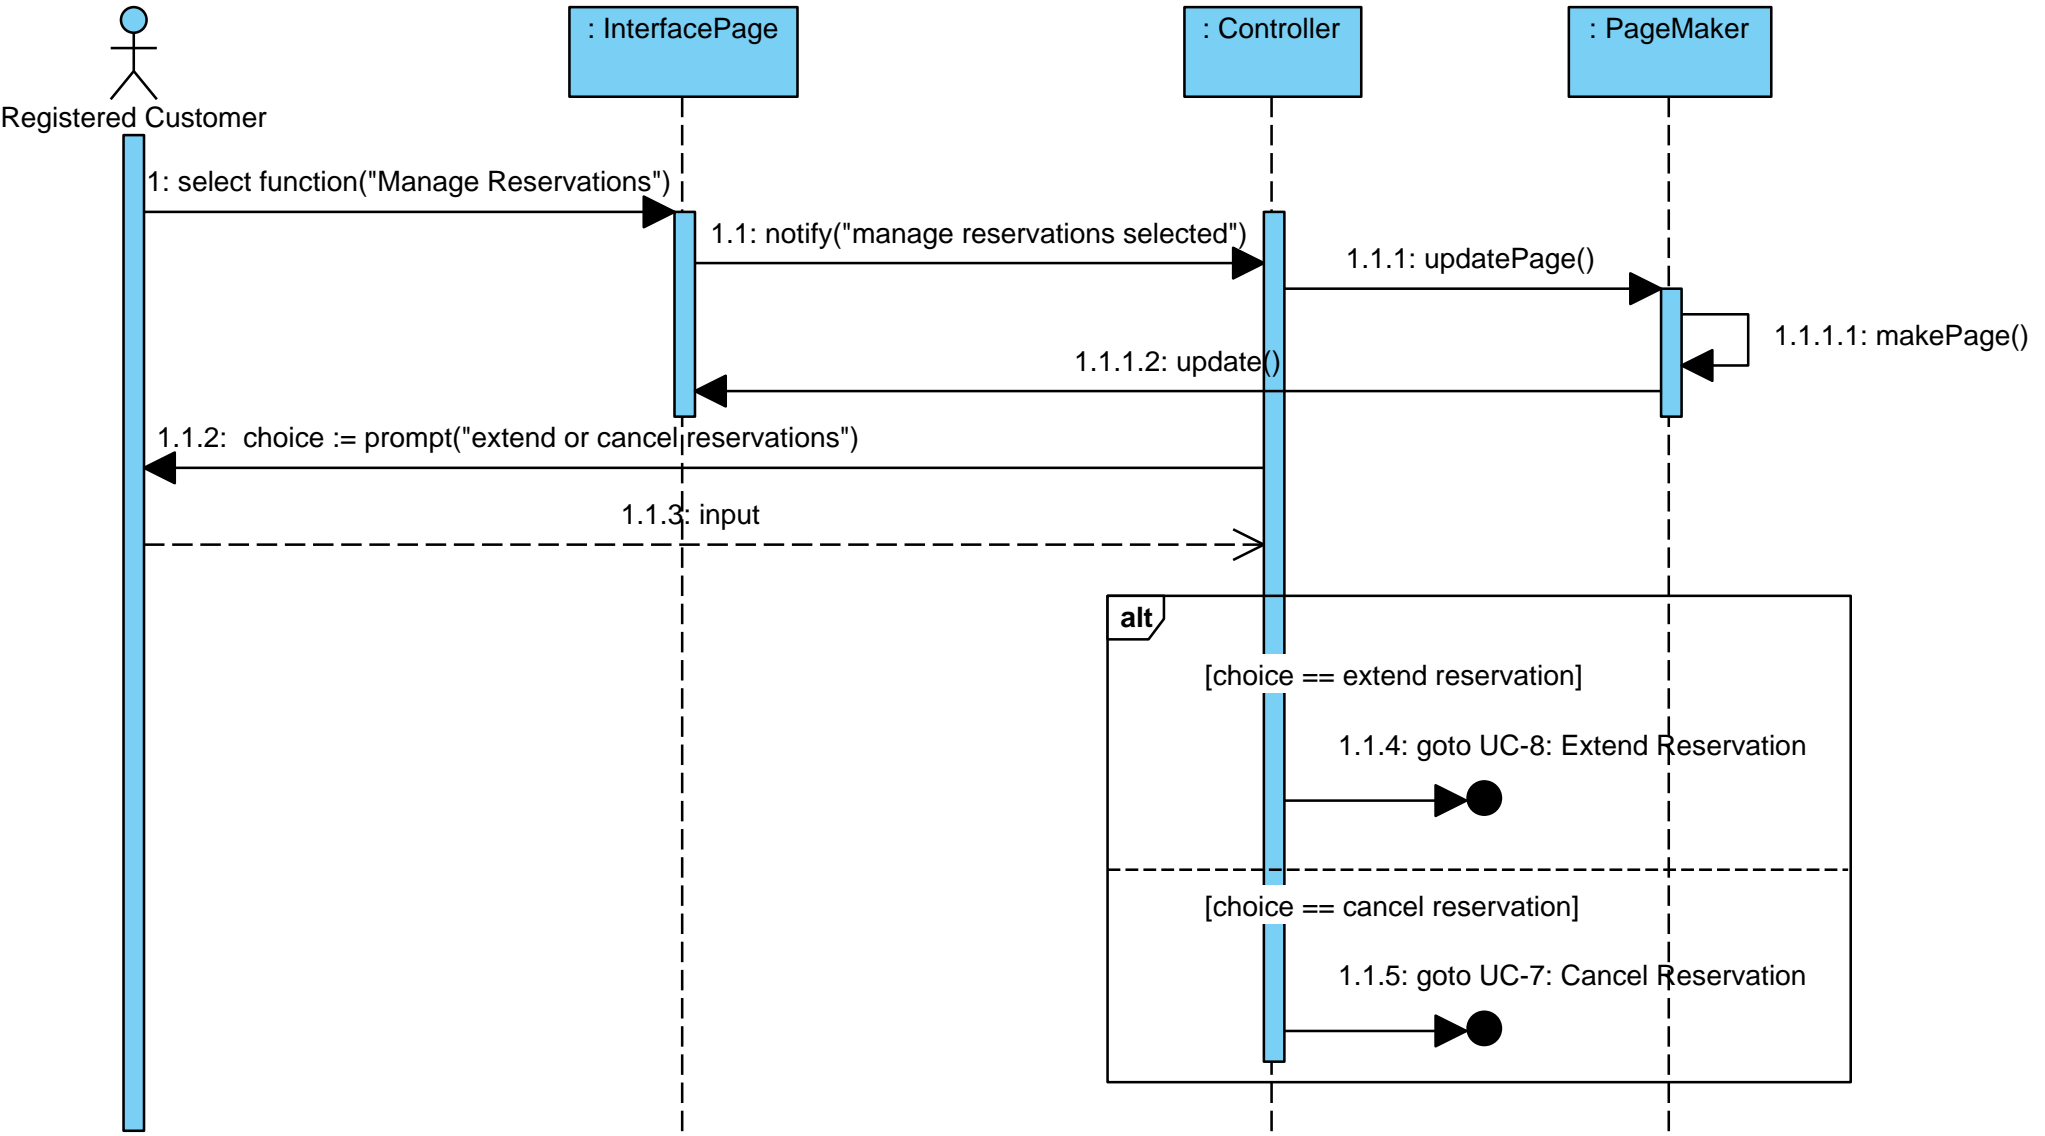 : InterfacePage
: Controller
: PageMaker
Registered Customer
1: select function("Manage Reservations")
1.1: notify("manage reservations selected")
1.1.1: updatePage()
1.1.1.1: makePage()
1.1.1.2: update()
1.1.2:  choice := prompt("extend or cancel reservations")
1.1.3: input
alt
[choice == extend reservation]
1.1.4: goto UC-8: Extend Reservation
[choice == cancel reservation]
1.1.5: goto UC-7: Cancel Reservation